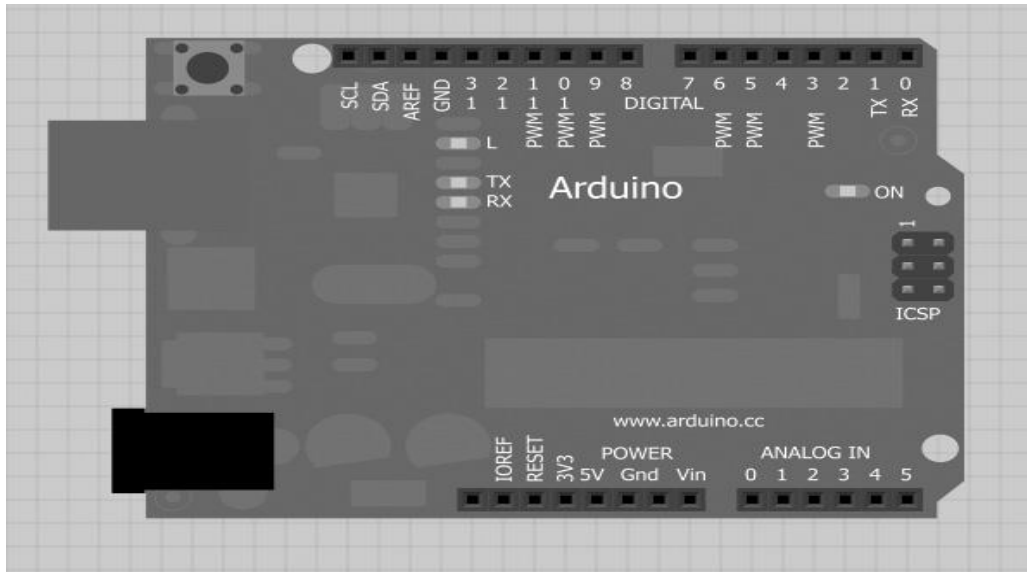 SCL SDA AREF GND 13 12 PWM 11 PWM 10 PWM 9 8 7 PWM 6 PWM 5 4 PWM 3 2 TX 1 RX 0
DIGITAL
L
TX
RX
Arduino
ON
1
ICSP
www.arduino.cc
POWER
IOREF RESET 3V3 5V Gnd Vin
ANALOG IN
0 1 2 3 4 5